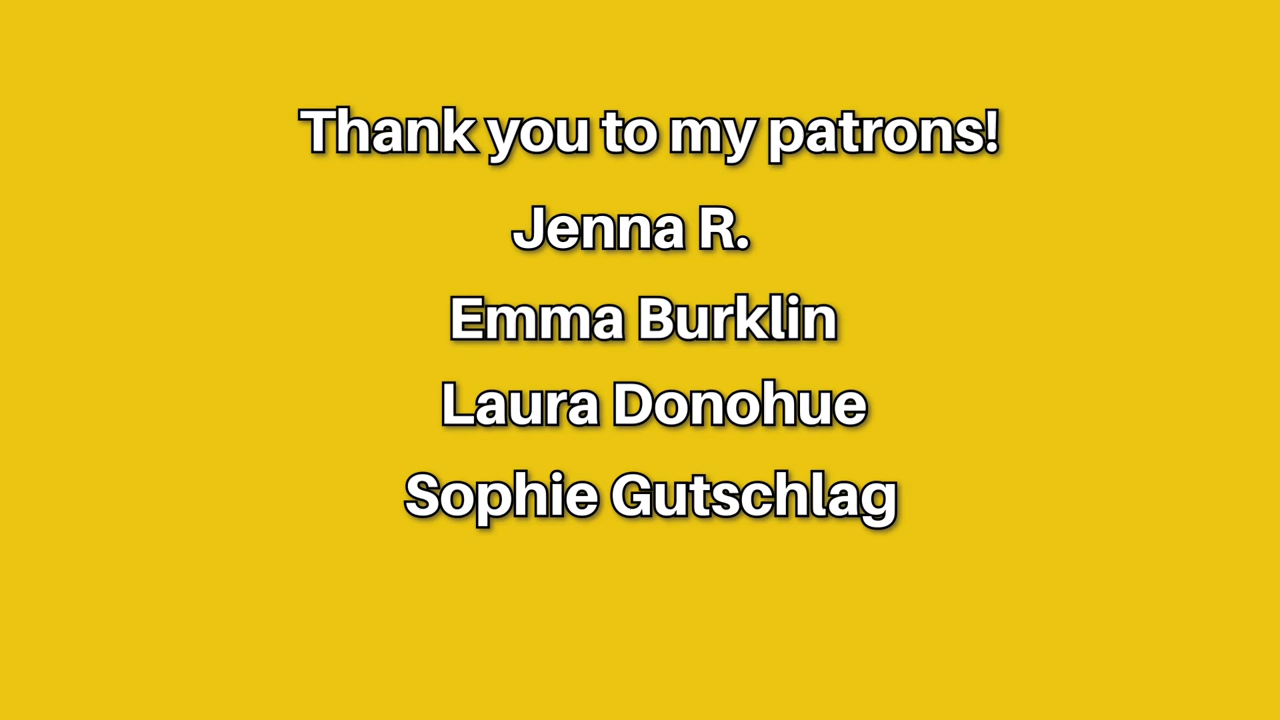 Thank you to my patrons!
Jenna R.
Emma Burklin
Laura Donohue
Sophie Gutschlag